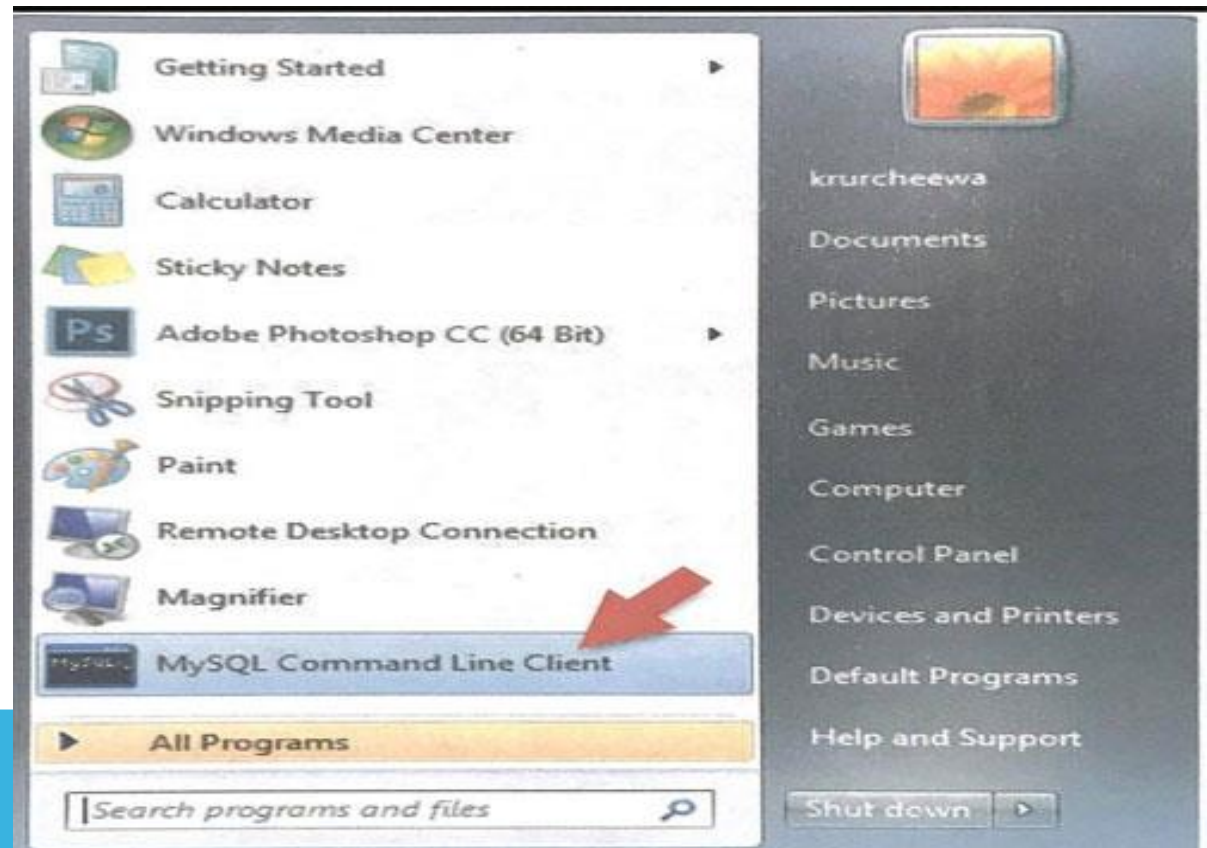 Getting Started
Windows Media Center
Calculator
Sticky Notes
Ps
Adobe Photoshop CC (64 Bit)
Snipping Tool
Paint
Remote Desktop Connection
Magnifier
MySQL Command Line Client
All Programs
Search programs and files
krurcheewa
Documents
Pictures
Music
Games
Computer
Control Panel
Devices and Printers
Default Programs
Help and Support
Shut down